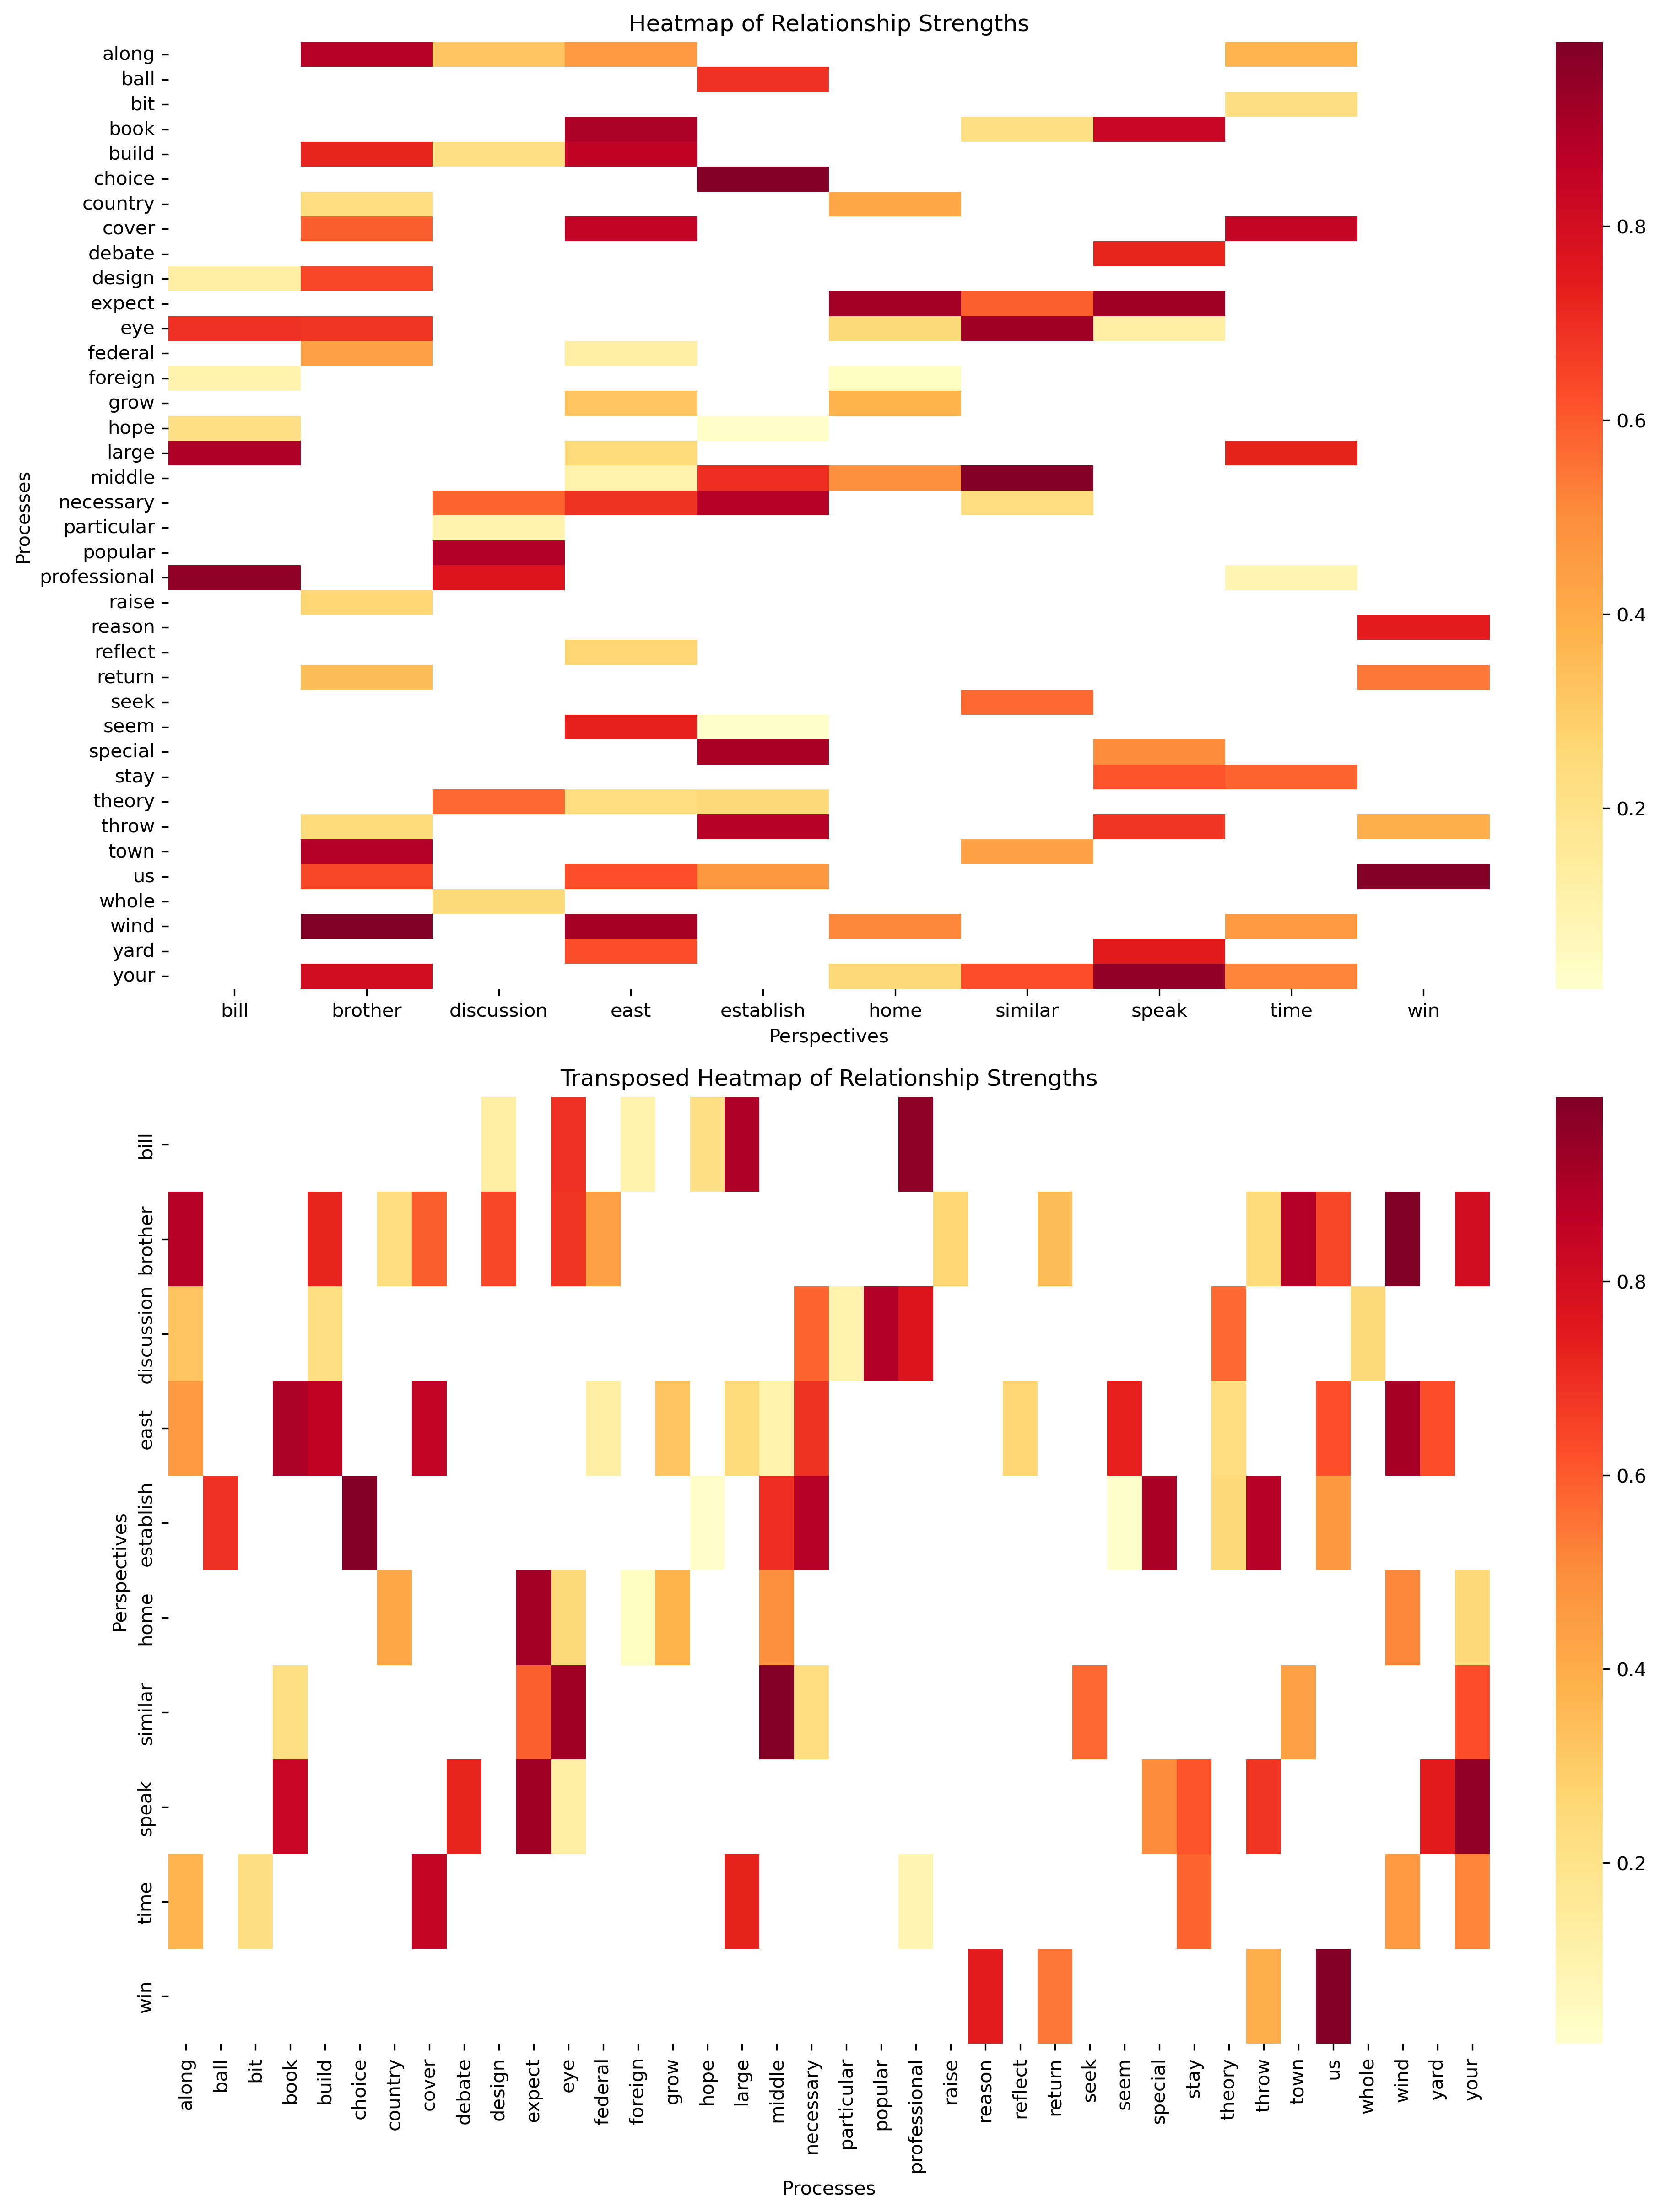 Heatmap of Relationship Strengths
Processes
along
ball
bit
book
build
choice
country
cover
debate
design
expect
eye
federal
foreign
grow
hope
large
middle
necessary
particular
popular
professional
raise
reason
reflect
return
seek
seem
special
stay
theory
throw
town
us
whole
wind
yard
your
bill brother discussion east establish home similar speak time win
Perspectives
0.8
0.6
0.4
0.2
Transposed Heatmap of Relationship Strengths
Perspectives
bill
brother
discussion
east
establish
home
similar
speak
time
win
along ball bit book build choice country cover debate design expect eye federal foreign grow hope large middle necessary particular popular professional raise reason reflect return seek seem special stay theory throw town us whole wind yard your
Processes
0.8
0.6
0.4
0.2